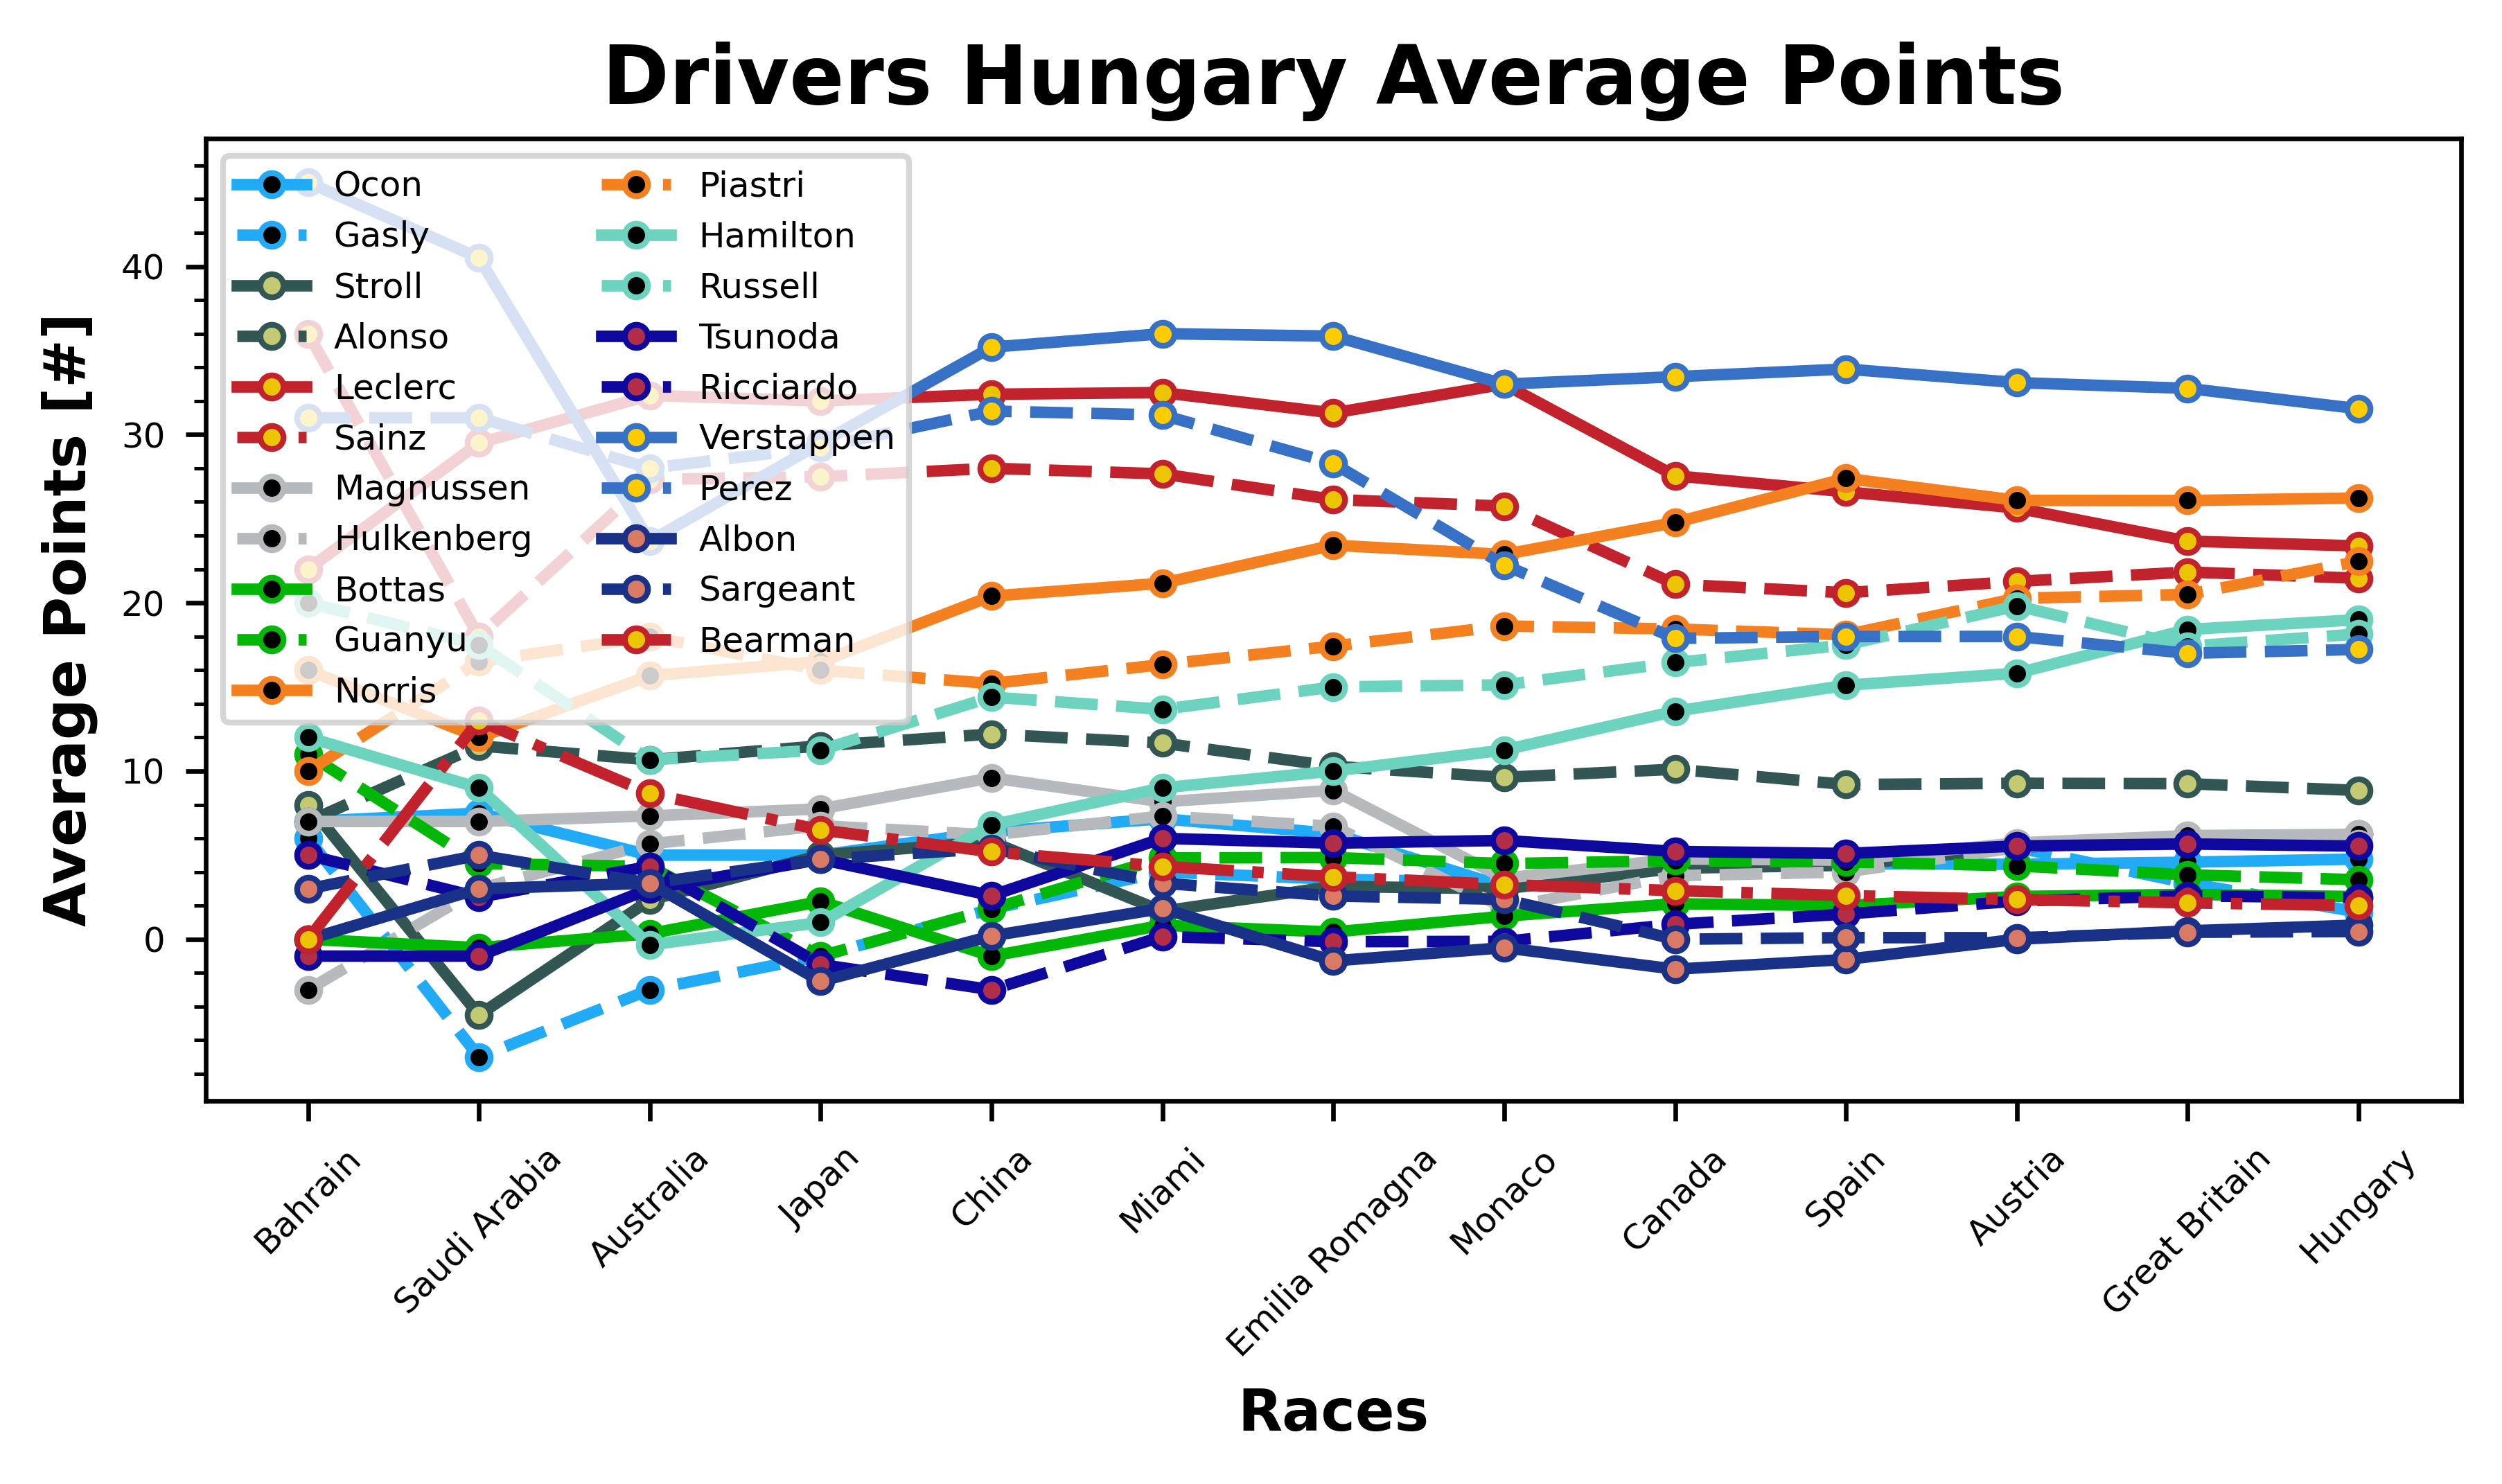 Drivers Hungary Average Points
Average Points [#]
40
30
20
10
0
Ocon
Gasly
Stroll
Alonso
Leclerc
Sainz
Magnussen
Hulkenberg
Bottas
Guanyu
Norris
Piastri
Hamilton
Russell
Tsunoda
Ricciardo
Verstappen
Perez
Albon
Sargeant
Bearman
Bahrain
Saudi Arabia
Australia
Japan
China
Miami
Emilia Romagna
Monaco
Canada
Spain
Austria
Great Britain
Hungary
Races